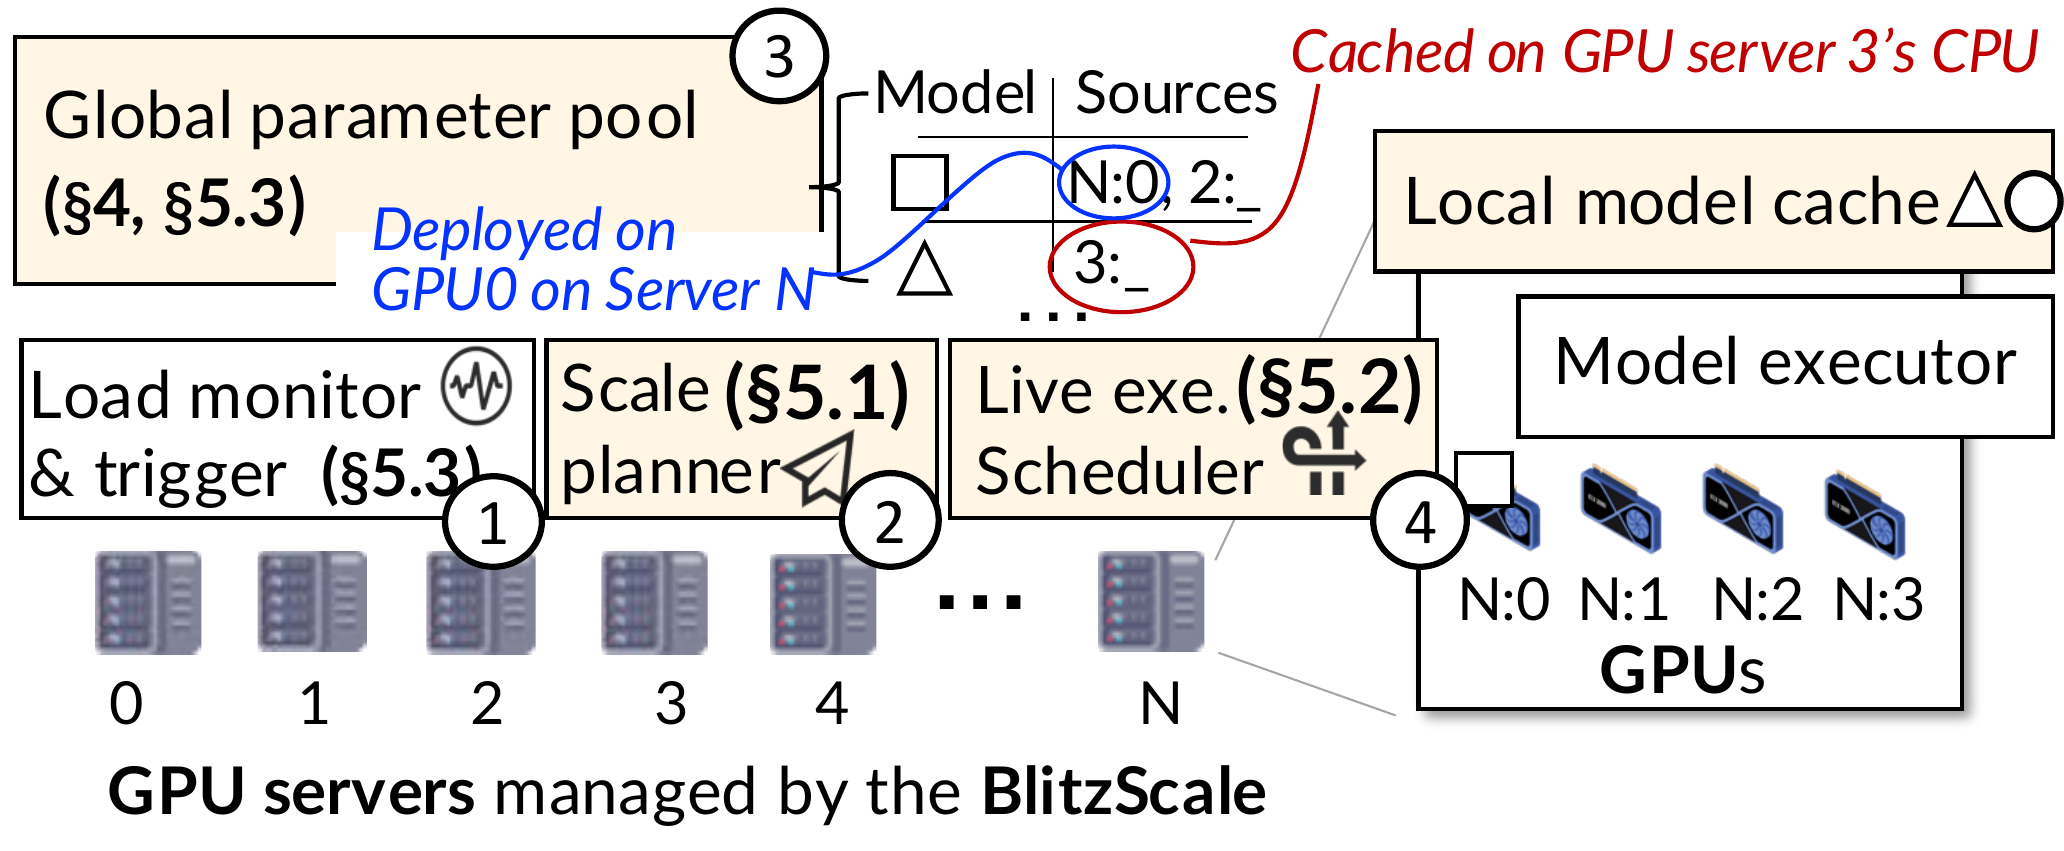 3
Cached on GPU server 3’s CPU
Global parameter pool
(§4, §5.3)
Model Sources
N:0, 2:_
3:_
...
Deployed on
GPU0 on Server N
Local model cache
Model executor
Load monitor
& trigger (§5.3)
1
Scale (§5.1)
planner
2
Live exe. (§5.2)
Scheduler
4
N:0 N:1 N:2 N:3
GPUs
...
0 1 2 3 4 N
GPU servers managed by the BlitzScale